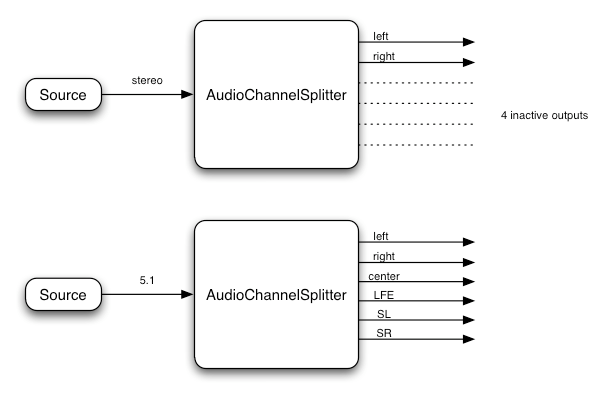 left
right
stereo
Source
AudioChannelSplitter
4 inactive outputs
left
right
center
5.1
Source
AudioChannelSplitter
LFE
SL
SR